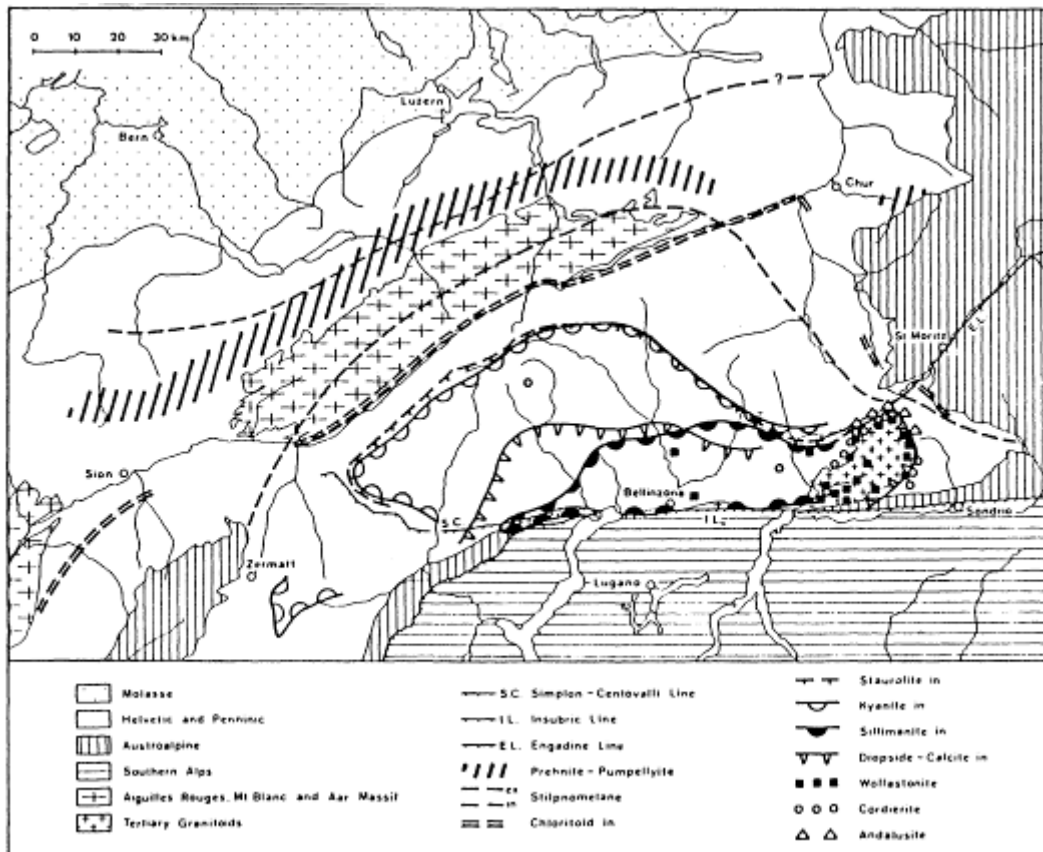 0 10 20 30 km
Luzern
Bern
?
Chur
St Moritz
E.L.
Sion
S.C.
Bellinzona
I.L.
Sondrio
Zermatt
Lugano
Molasse
Helvetic and Penninic
Austroalpine
Southern Alps
Aiguilles Rouges, Mt Blanc and Aar Massif
Tertiary Granitoids
S.C. Simplon - Centovalli Line
I.L. Insubric Line
E.L. Engadine Line
Prehnite - Pumpellyite
ex
in
Stilpnomelane
Chloritoid in
Staurolite in
Kyanite in
Sillimanite in
Diopside - Calcite in
Wollastonite
Cordierite
Andalusite